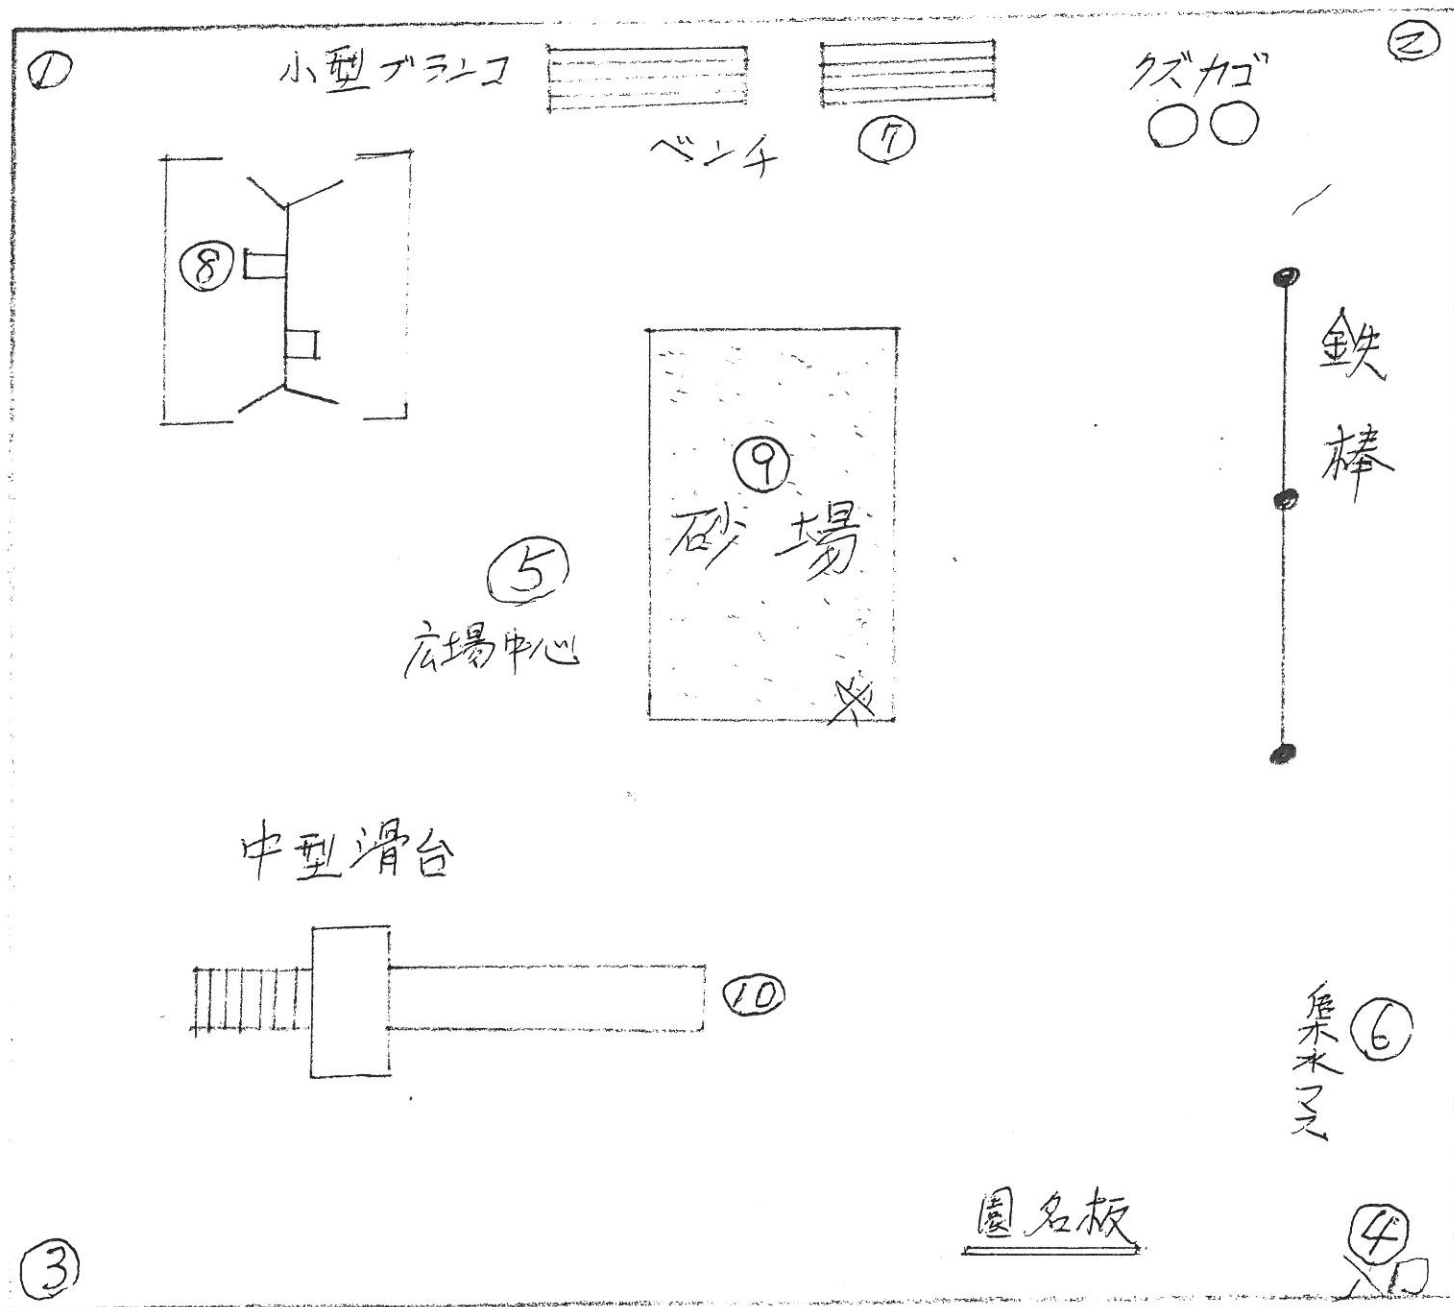 ①
小型ブランコ
クズカゴ
②
ベンチ
⑦
⑧
鉄棒
⑨
砂場
⑤
広場中心
中型滑台
⑩
集水マス
⑥
園名板
③
④
入口